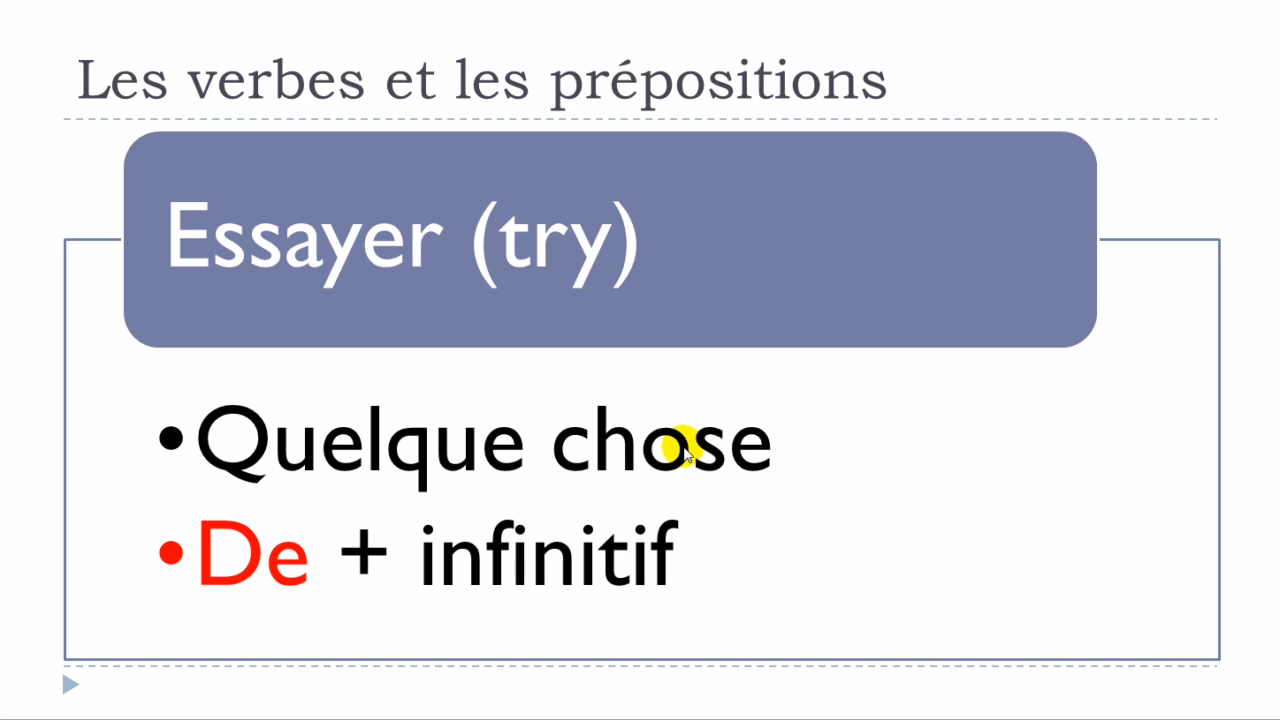 Les verbes et les prépositions
Essayer (try)
•Quelque chose
•De + infinitif